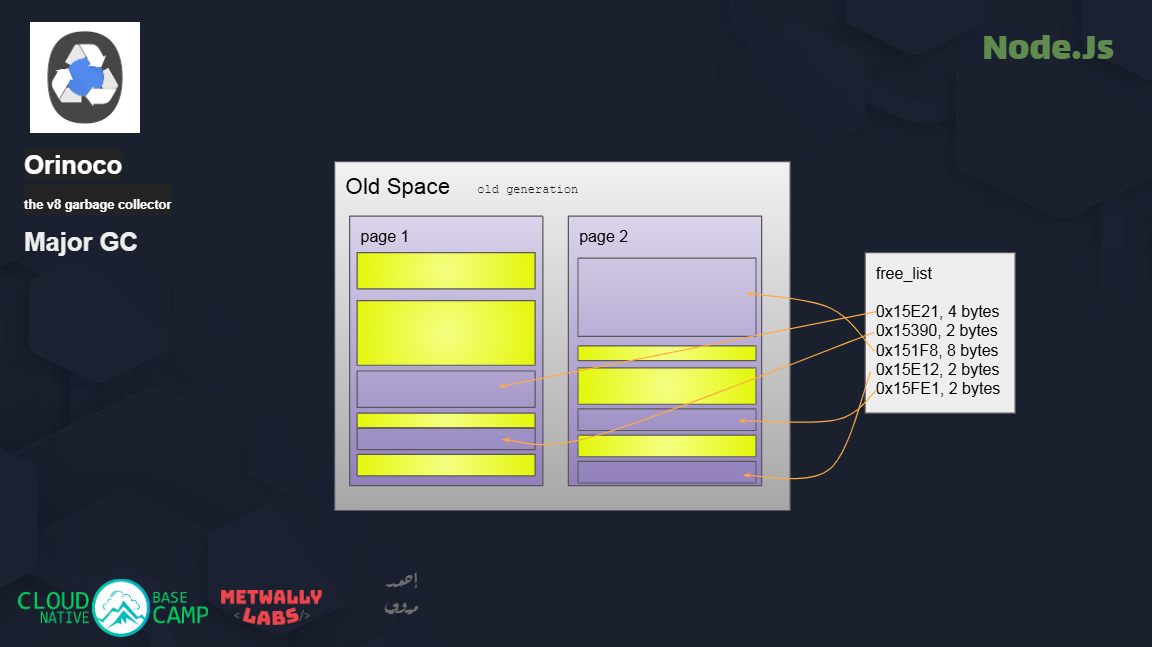 Node.Js
Orinoco
the v8 garbage collector
Major GC
Old Space
old generation
page 1
page 2
free_list
0x15E21, 4 bytes
0x15390, 2 bytes
0x151F8, 8 bytes
0x15E12, 2 bytes
0x15FE1, 2 bytes
CLOUD
NATIVE
BASE
CAMP
METWALLY
<LABS/>
أحمد